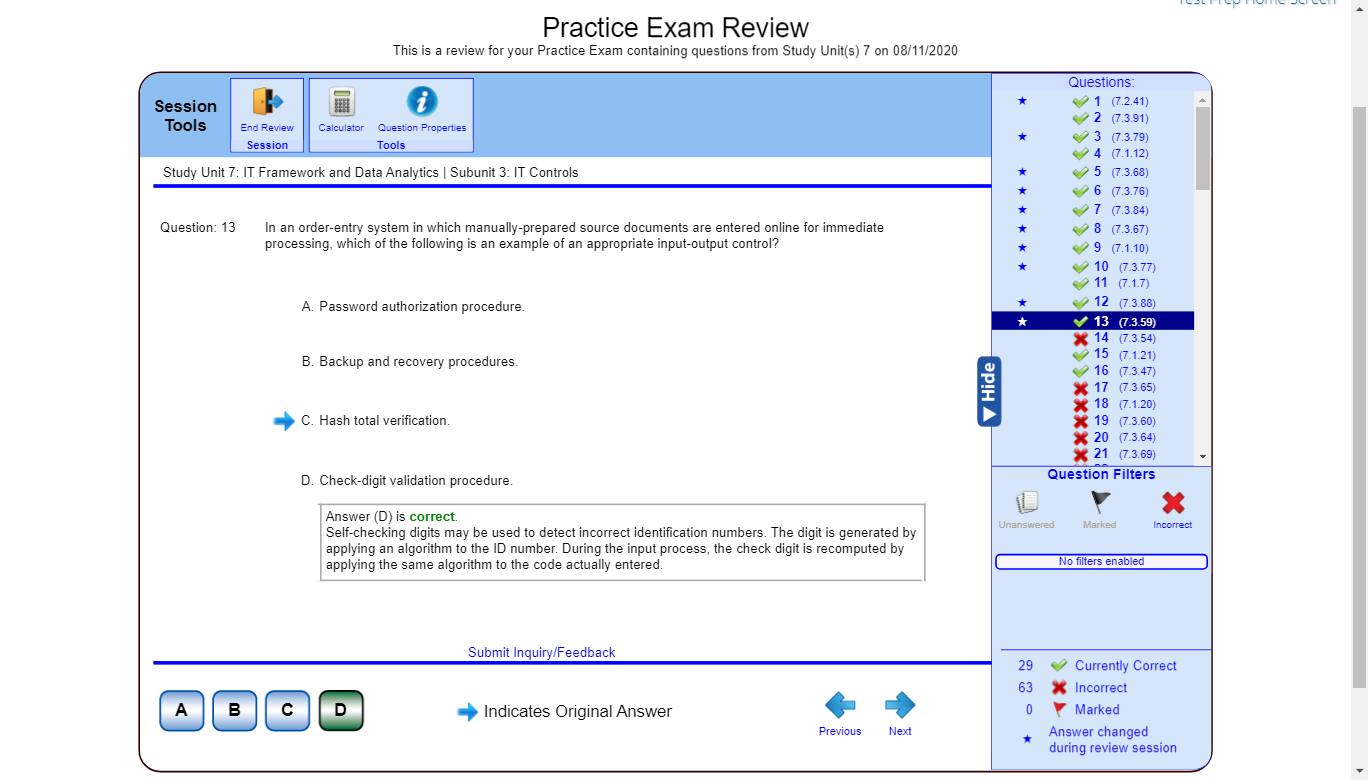 Test Prep Home Screen
Practice Exam Review
This is a review for your Practice Exam containing questions from Study Unit(s) 7 on 08/11/2020
Session
Tools
End Review
Session
Calculator
Question Properties
Tools
Study Unit 7: IT Framework and Data Analytics | Subunit 3: IT Controls
Question: 13
In an order-entry system in which manually-prepared source documents are entered online for immediate
processing, which of the following is an example of an appropriate input-output control?
A. Password authorization procedure.
B. Backup and recovery procedures.
C. Hash total verification.
D. Check-digit validation procedure.
Answer (D) is correct.
Self-checking digits may be used to detect incorrect identification numbers. The digit is generated by
applying an algorithm to the ID number. During the input process, the check digit is recomputed by
applying the same algorithm to the code actually entered.
Submit Inquiry/Feedback
A
B
C
D
Indicates Original Answer
Previous
Next
Hide
Questions:
1 (7.2.41)
2 (7.3.91)
3 (7.3.79)
4 (7.1.12)
5 (7.3.68)
6 (7.3.76)
7 (7.3.84)
8 (7.3.67)
9 (7.1.10)
10 (7.3.77)
11 (7.1.7)
12 (7.3.88)
13 (7.3.59)
14 (7.3.54)
15 (7.1.21)
16 (7.3.47)
17 (7.3.65)
18 (7.1.20)
19 (7.3.60)
20 (7.3.64)
21 (7.3.69)
Question Filters
Unanswered
Marked
Incorrect
No filters enabled
29 Currently Correct
63 Incorrect
0 Marked
Answer changed
during review session